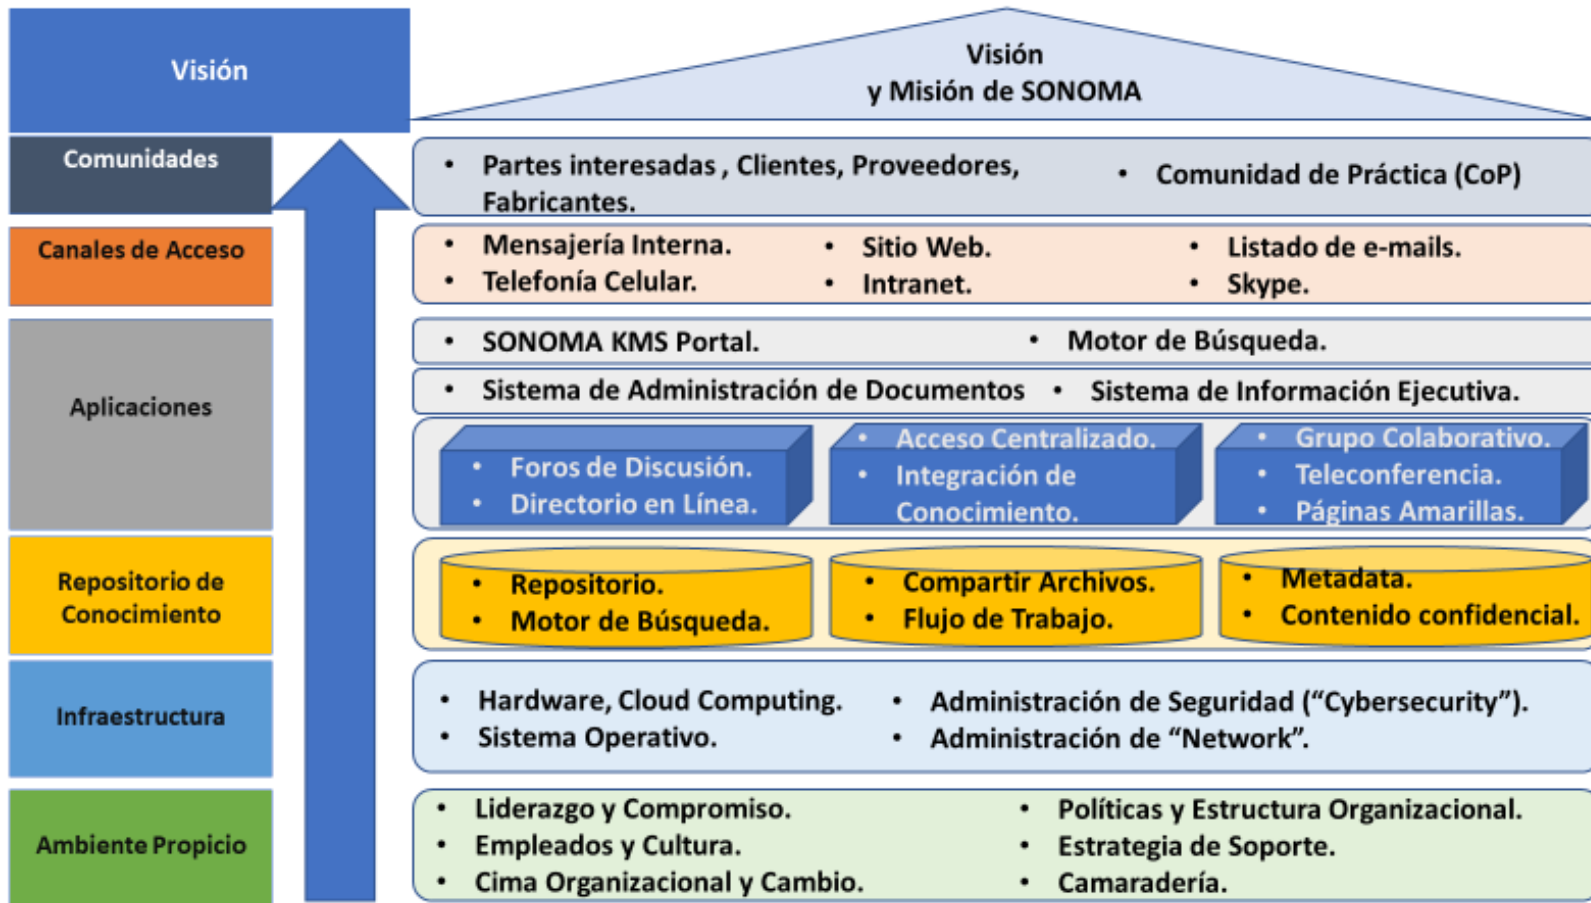 Visión
Visión
y Misión de SONOMA
Comunidades
• Partes interesadas , Clientes, Proveedores,
Fabricantes.
• Comunidad de Práctica (CoP)
Canales de Acceso
• Mensajería Interna.
• Telefonía Celular.
• Sitio Web.
• Intranet.
• Listado de e-mails.
• Skype.
Aplicaciones
• SONOMA KMS Portal.
• Motor de Búsqueda.
• Sistema de Administración de Documentos
• Sistema de Información Ejecutiva.
• Foros de Discusión.
• Directorio en Línea.
• Acceso Centralizado.
• Integración de
Conocimiento.
• Grupo Colaborativo.
• Teleconferencia.
• Páginas Amarillas.
Repositorio de
Conocimiento
• Repositorio.
• Motor de Búsqueda.
• Compartir Archivos.
• Flujo de Trabajo.
• Metadata.
• Contenido confidencial.
Infraestructura
• Hardware, Cloud Computing.
• Sistema Operativo.
• Administración de Seguridad (“Cybersecurity”).
• Administración de “Network”.
Ambiente Propicio
• Liderazgo y Compromiso.
• Empleados y Cultura.
• Cima Organizacional y Cambio.
• Políticas y Estructura Organizacional.
• Estrategia de Soporte.
• Camaradería.